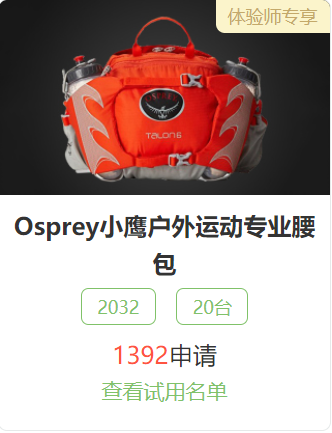 体验师专享
TALON 6
Osprey小鹰户外运动专业腰
包
2032
20台
1392申请
查看试用名单